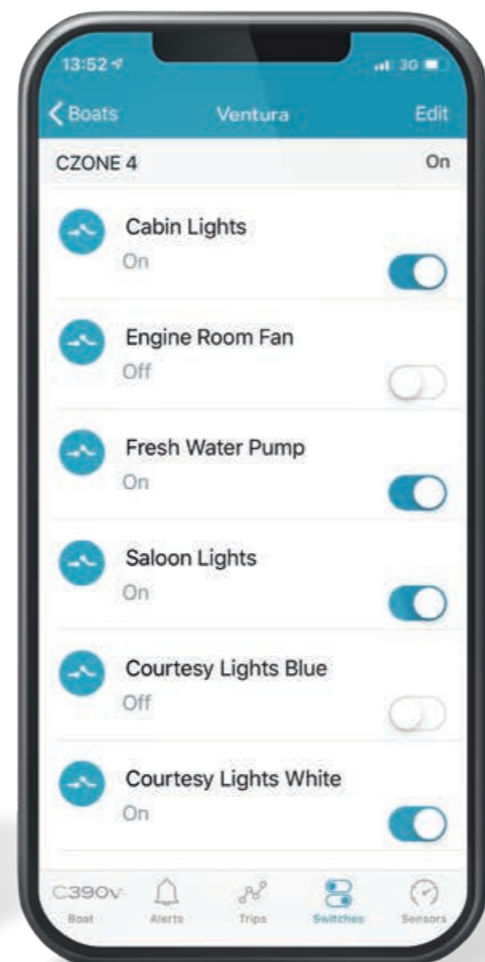 13:52
3G
Boats
Ventura
Edit
CZONE 4
On
Cabin Lights
On
Engine Room Fan
Off
Fresh Water Pump
On
Saloon Lights
On
Courtesy Lights Blue
Off
Courtesy Lights White
On
C390v
Boat
Alerts
Trips
Switches
Sensors